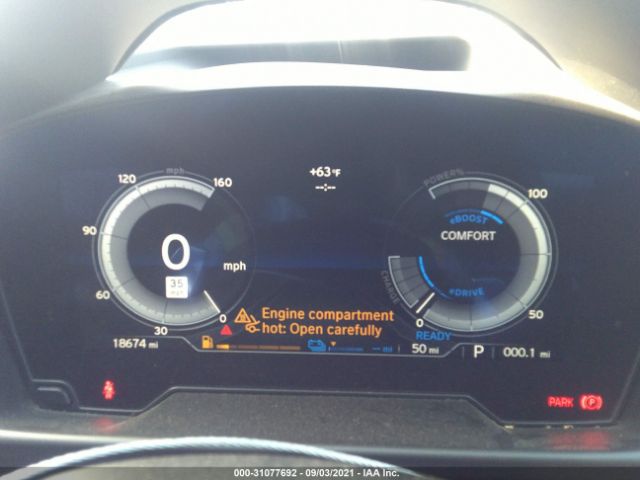 +63°F
--:--
mph
120
160
90
60
30
0
0
mph
35
18674 mi
POWER%
100
eBOOST
COMFORT
eDRIVE
CHARGE
50
0
READY
Engine compartment
hot: Open carefully
-- mi
50 mi
P
000.1 mi
PARK
P
000-31077692 - 09/03/2021 - IAA Inc.